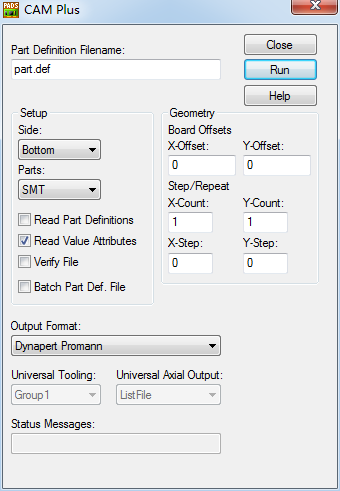 PADS
CAM Plus
Part Definition Filename:
part.def
Close
Run
Help
Setup
Side:
Bottom
Parts:
SMT
Read Part Definitions
Read Value Attributes
Verify File
Batch Part Def. File
Geometry
Board Offsets
X-Offset: Y-Offset:
0 0
Step/Repeat
X-Count: Y-Count:
1 1
X-Step: Y-Step:
0 0
Output Format:
Dynapert Promann
Universal Tooling: Universal Axial Output:
Group1 ListFile
Status Messages: